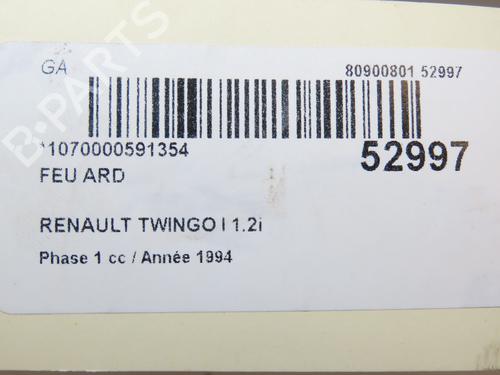 GA 80900801 52997
*1070000591354 52997
FEU ARD
RENAULT TWINGO I 1.2i
Phase 1 cc / Année 1994
B-PARTS